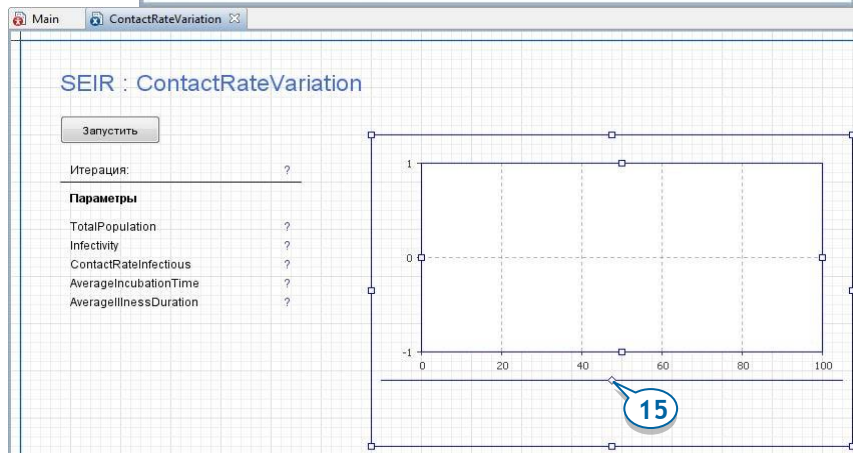 Main ContactRateVariation
SEIR : ContactRateVariation
Запустить
Итерация: ?
Параметры
TotalPopulation ?
Infectivity ?
ContactRateInfectious ?
AverageIncubationTime ?
AverageIllnessDuration ?
1
0
-1
0 20 40 60 80 100
15